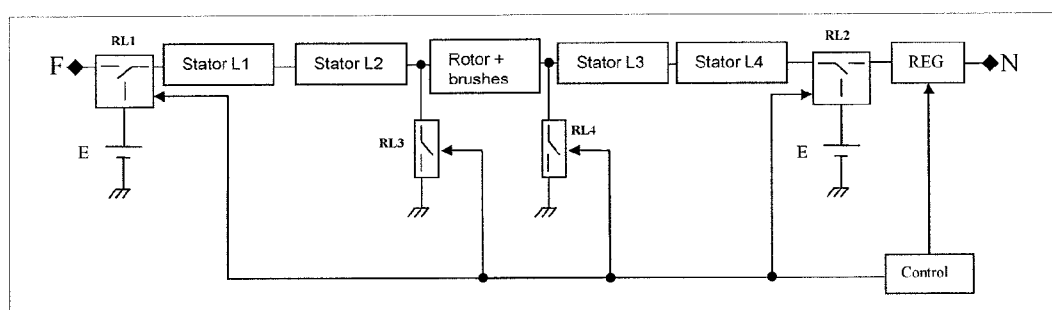 RL1
RL2
F
Stator L1
Stator L2
Rotor +
brushes
Stator L3
Stator L4
REG
N
RL3
RL4
E
E
Control